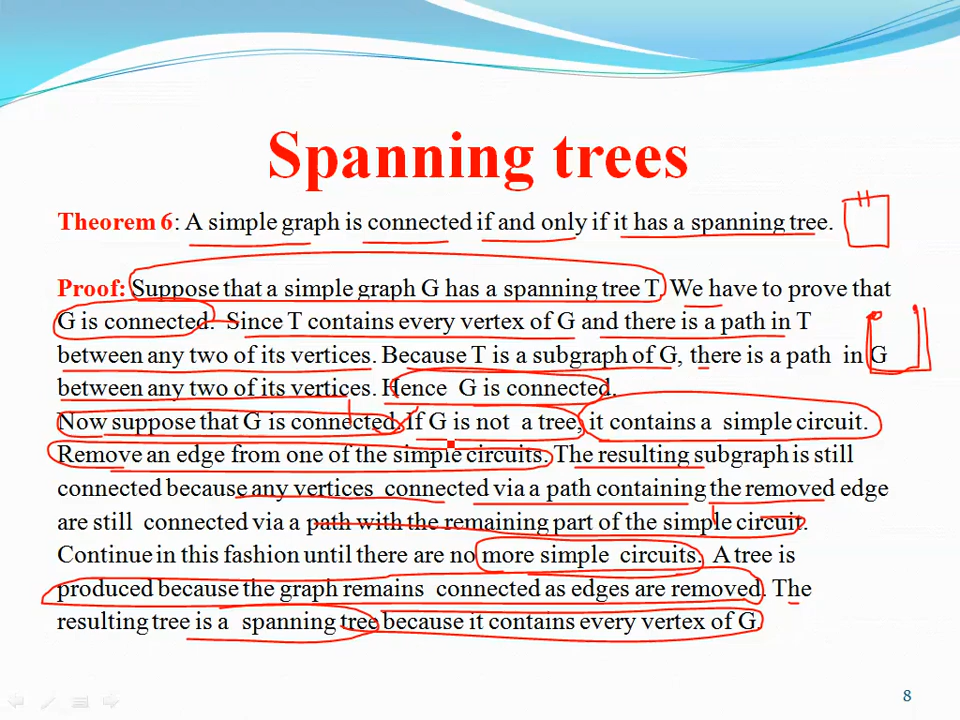 Spanning trees
Theorem 6: A simple graph is connected if and only if it has a spanning tree.
Proof: Suppose that a simple graph G has a spanning tree T. We have to prove that
G is connected. Since T contains every vertex of G and there is a path in T
between any two of its vertices. Because T is a subgraph of G, there is a path in G
between any two of its vertices. Hence G is connected.
Now suppose that G is connected. If G is not a tree, it contains a simple circuit.
Remove an edge from one of the simple circuits. The resulting subgraph is still
connected because any vertices connected via a path containing the removed edge
are still connected via a path with the remaining part of the simple circuit.
Continue in this fashion until there are no more simple circuits. A tree is
produced because the graph remains connected as edges are removed. The
resulting tree is a spanning tree because it contains every vertex of G.
8